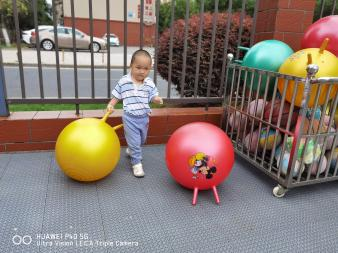 HUAWEI P40 5G
Ultra Vision LEICA Triple Camera